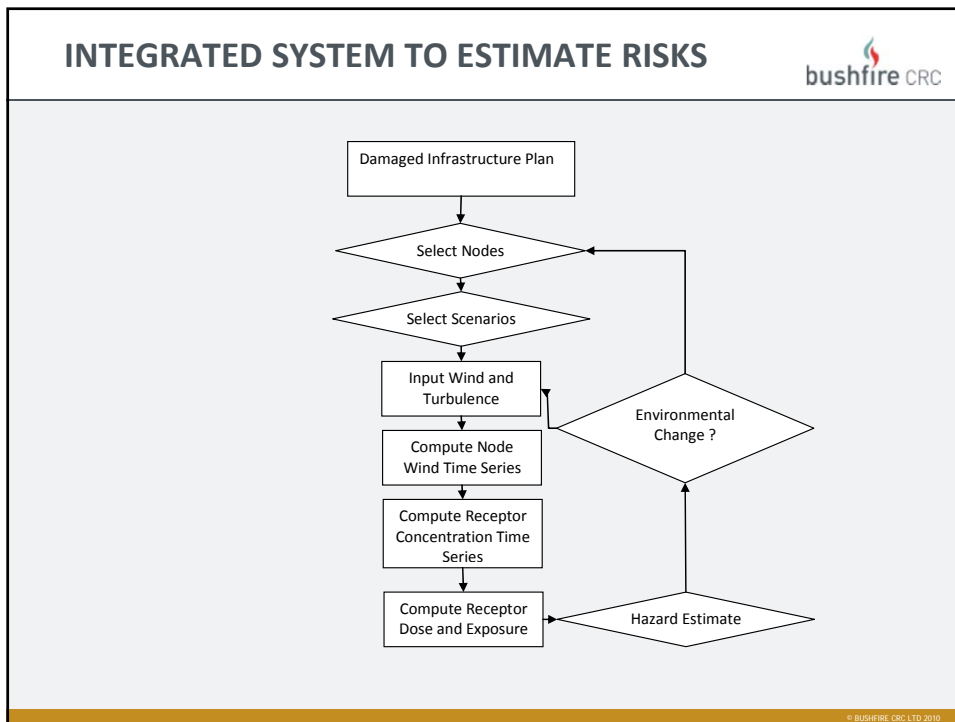 INTEGRATED SYSTEM TO ESTIMATE RISKS
bushfire CRC
Damaged Infrastructure Plan
Select Nodes
Select Scenarios
Input Wind and
Turbulence
Environmental
Change ?
Compute Node
Wind Time Series
Compute Receptor
Concentration Time
Series
Compute Receptor
Dose and Exposure
Hazard Estimate
© BUSHFIRE CRC LTD 2010